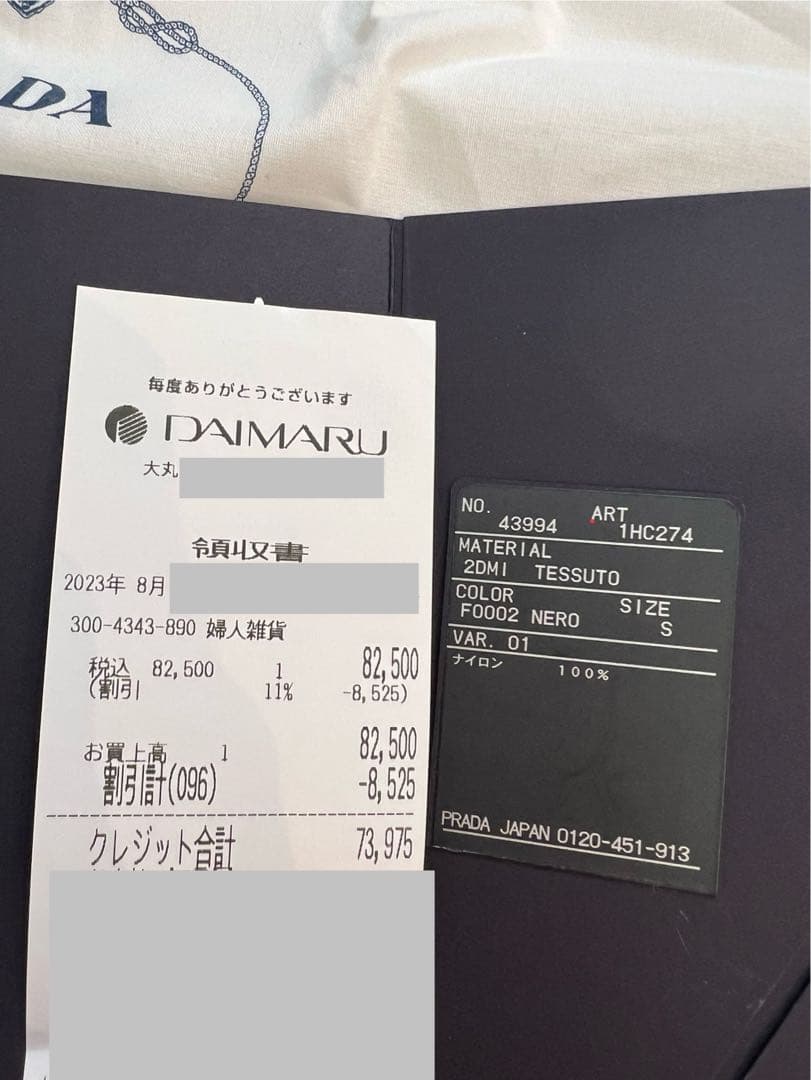 DA
毎度ありがとうございます
DAIMARU
大丸
領収書
2023年 8月
300-4343-890 婦人雑貨
税込 82,500 1 82,500
(割引 11% -8,525)
お買上高 1 82,500
割引計(096) -8,525
クレジット合計 73,975
NO. ART
43994 1HC274
MATERIAL
2DMI TESSUTO
COLOR SIZE
F0002 NERO S
VAR. 01
ナイロン 100%
PRADA JAPAN 0120-451-913